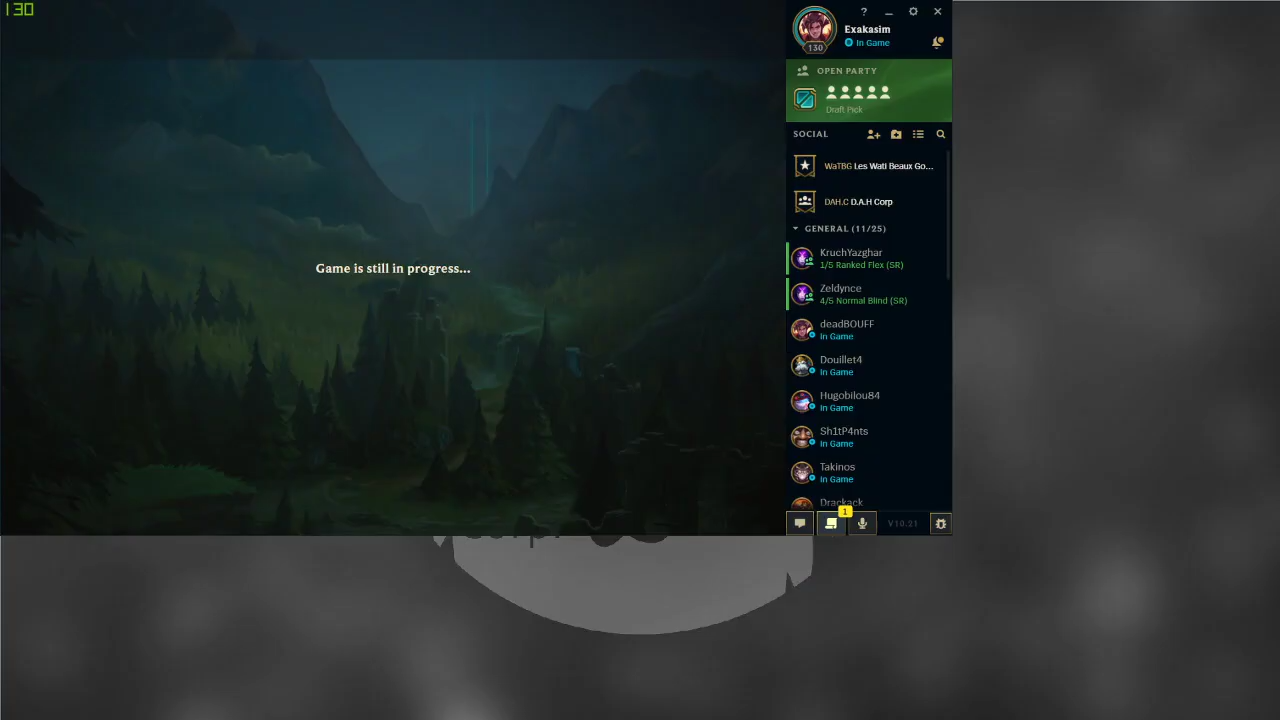 130
?
Exakasim
130
In Game
OPEN PARTY
Draft Pick
SOCIAL
WaTBG Les Wati Beaux Go...
DAH.C D.A.H Corp
GENERAL (11/25)
KruchYazghar
1/5 Ranked Flex (SR)
Zeldynce
4/5 Normal Blind (SR)
Game is still in progress...
deadBOUFF
In Game
Douillet4
In Game
Hugobilou84
In Game
Sh1tP4nts
In Game
Takinos
In Game
Drackack
1
V10.21